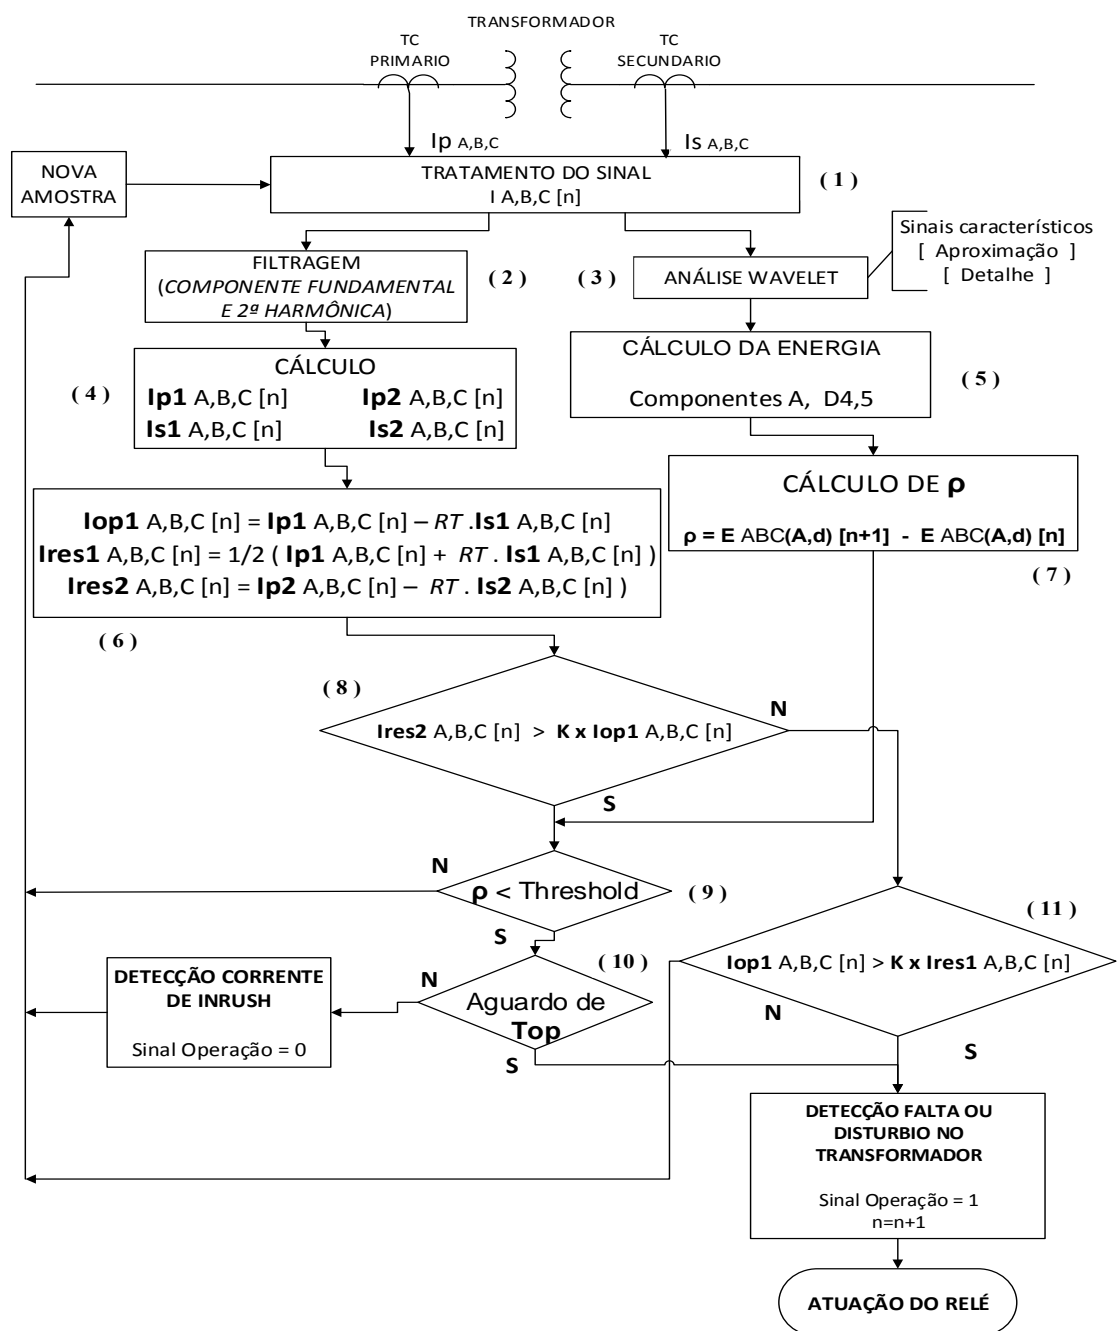 TRANSFORMADOR
TC
PRIMARIO
TC
SECUNDARIO
Ip A,B,C
Is A,B,C
NOVA
AMOSTRA
TRATAMENTO DO SINAL
I A,B,C [n]
( 1 )
Sinais característicos
[ Aproximação ]
[ Detalhe ]
FILTRAGEM
(COMPONENTE FUNDAMENTAL
E 2ª HARMÔNICA)
( 2 )
( 3 )
ANÁLISE WAVELET
CÁLCULO
Ip1 A,B,C [n] Ip2 A,B,C [n]
Is1 A,B,C [n] Is2 A,B,C [n]
( 4 )
CÁLCULO DA ENERGIA
Componentes A, D4,5
( 5 )
CÁLCULO DE ρ
ρ = E ABC(A,d) [n+1] - E ABC(A,d) [n]
( 7 )
Iop1 A,B,C [n] = Ip1 A,B,C [n] – RT .Is1 A,B,C [n]
Ires1 A,B,C [n] = 1/2 ( Ip1 A,B,C [n] + RT . Is1 A,B,C [n] )
Ires2 A,B,C [n] = Ip2 A,B,C [n] – RT . Is2 A,B,C [n] )
( 6 )
( 8 )
Ires2 A,B,C [n] > K x Iop1 A,B,C [n]
N
S
N
ρ < Threshold
( 9 )
S
( 11 )
Iop1 A,B,C [n] > K x Ires1 A,B,C [n]
N
S
( 10 )
N
Aguardo de
Top
S
DETECÇÃO CORRENTE
DE INRUSH
Sinal Operação = 0
DETECÇÃO FALTA OU
DISTURBIO NO
TRANSFORMADOR
Sinal Operação = 1
n=n+1
ATUAÇÃO DO RELÉ